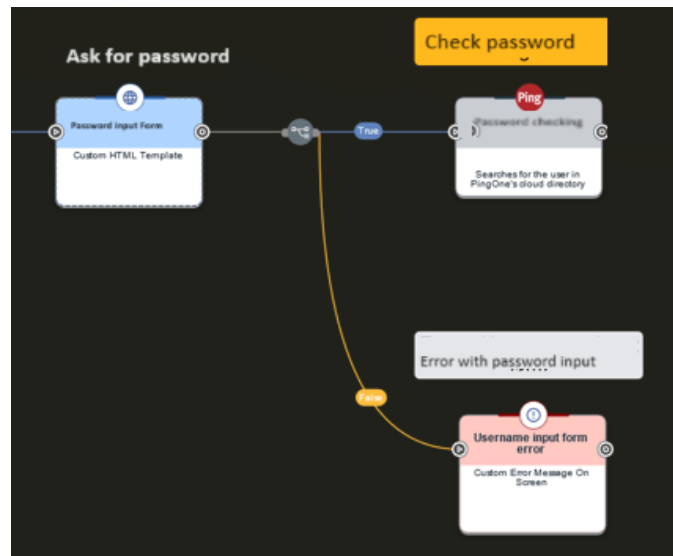 Ask for password
Check password
Password input Form
Custom HTML Template
True
Ping
Password checking
Searches for the user in
PingOne's cloud directory
False
Error with password input
Username input form
error
Custom Error Message On
Screen